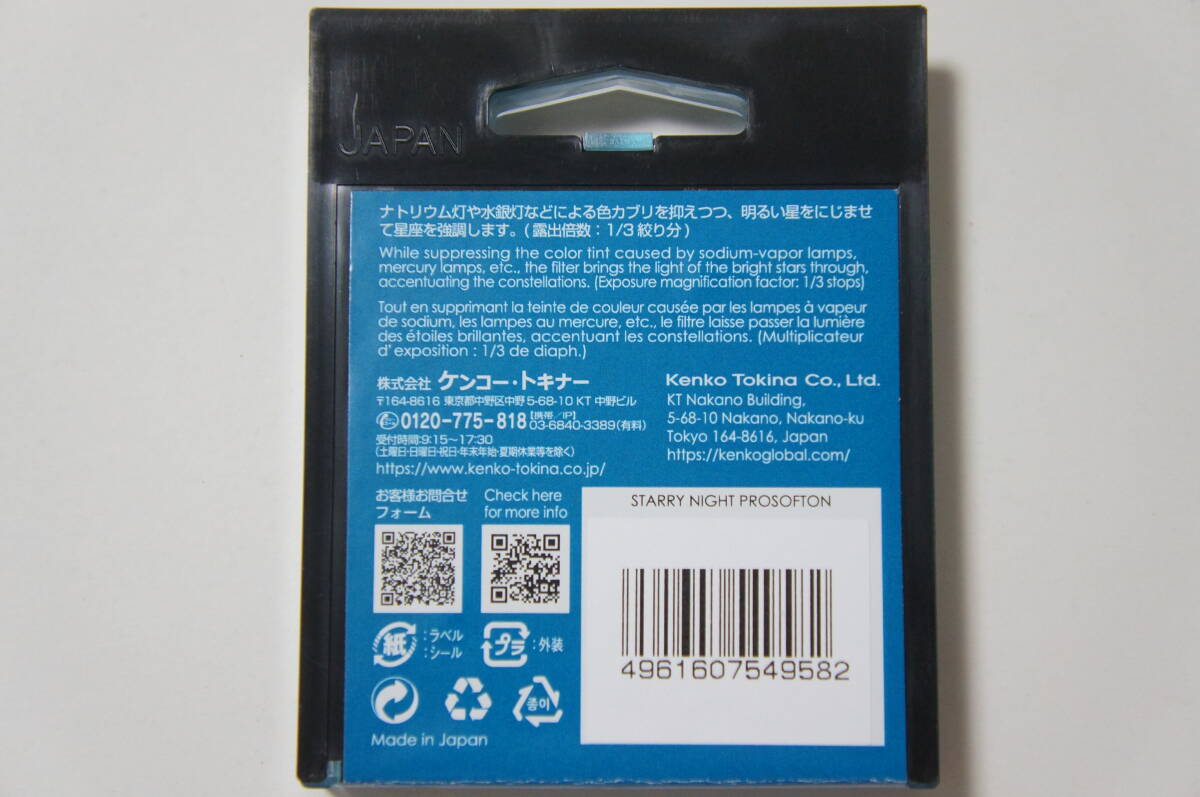 JAPAN
ナトリウム灯や水銀灯などによる色カブリを抑えつつ、明るい星をにじませ
て星座を強調します。(露出倍数：1/3絞り分)
While suppressing the color tint caused by sodium-vapor lamps,
mercury lamps, etc., the filter brings the light of the bright stars through,
accentuating the constellations. (Exposure magnification factor: 1/3 stops)
Tout en supprimant la teinte de couleur causée par les lampes à vapeur
de sodium, les lampes au mercure, etc., le filtre laisse passer la lumière
des étoiles brillantes, accentuant les constellations. (Multiplicateur
d'exposition : 1/3 de diaph.)
株式会社 ケンコー・トキナー
〒164-8616 東京都中野区中野5-68-10 KT 中野ビル
0120-775-818 【携帯／IP】 03-6840-3389(有料)
受付時間:9:15〜17:30
(土曜日・日曜日・祝日・年末年始・夏期休業等を除く)
https://www.kenko-tokina.co.jp/
Kenko Tokina Co., Ltd.
KT Nakano Building,
5-68-10 Nakano, Nakano-ku
Tokyo 164-8616, Japan
https://kenkoglobal.com/
お客様お問合せ
フォーム
Check here
for more info
STARRY NIGHT PROSOFTON
4961607549582
紙 :ラベル
:シール
プラ :外装
종이
Made in Japan